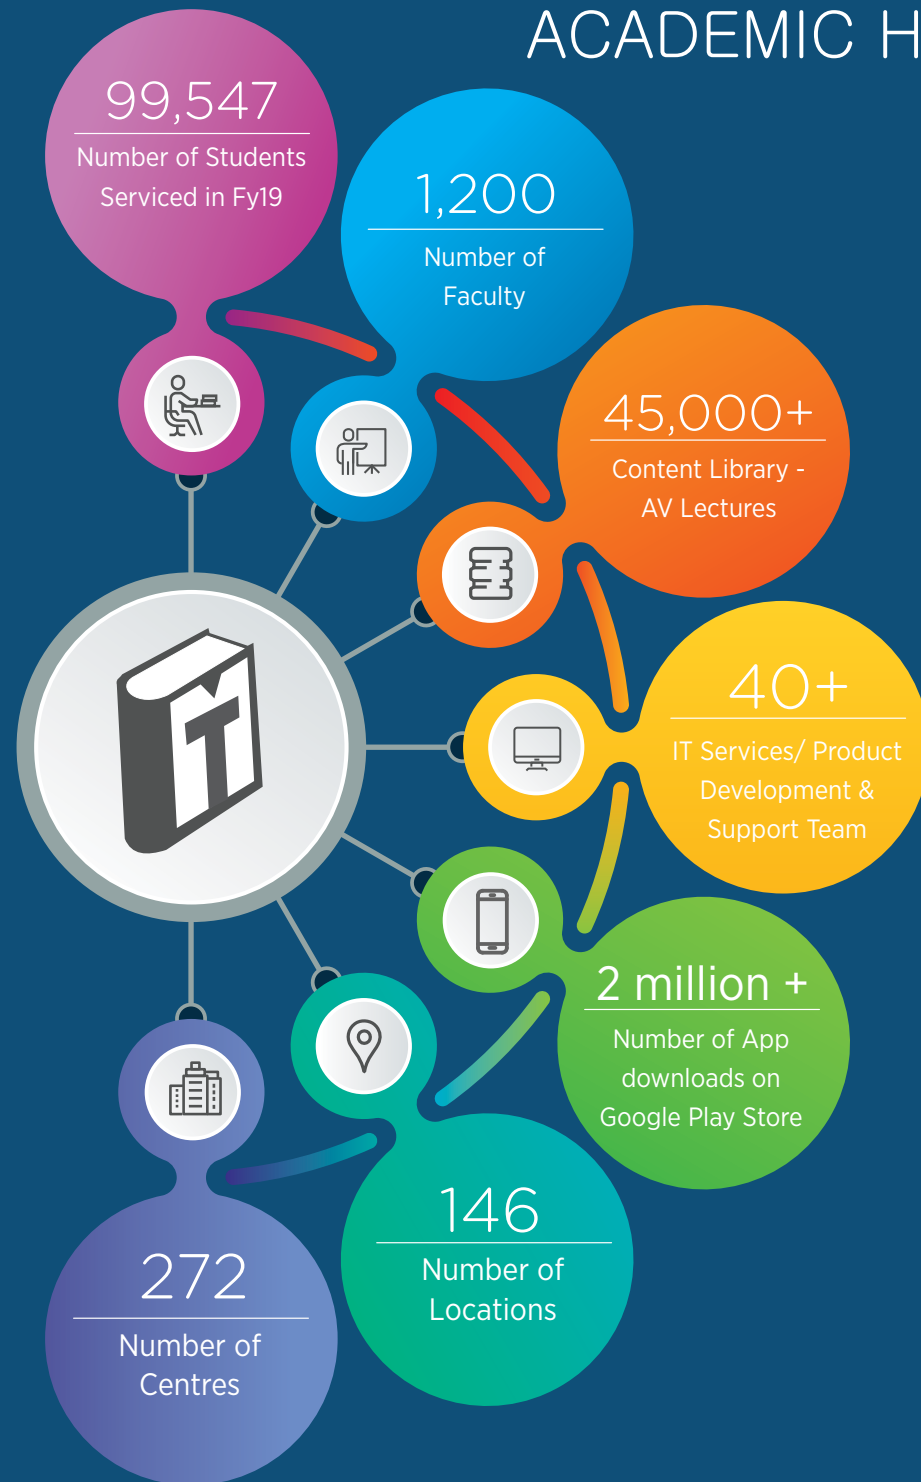 ACADEMIC H
99,547
Number of Students
Serviced in Fy19
1,200
Number of
Faculty
45,000+
Content Library -
AV Lectures
40+
IT Services/ Product
Development &
Support Team
2 million +
Number of App
downloads on
Google Play Store
146
Number of
Locations
272
Number of
Centres
T